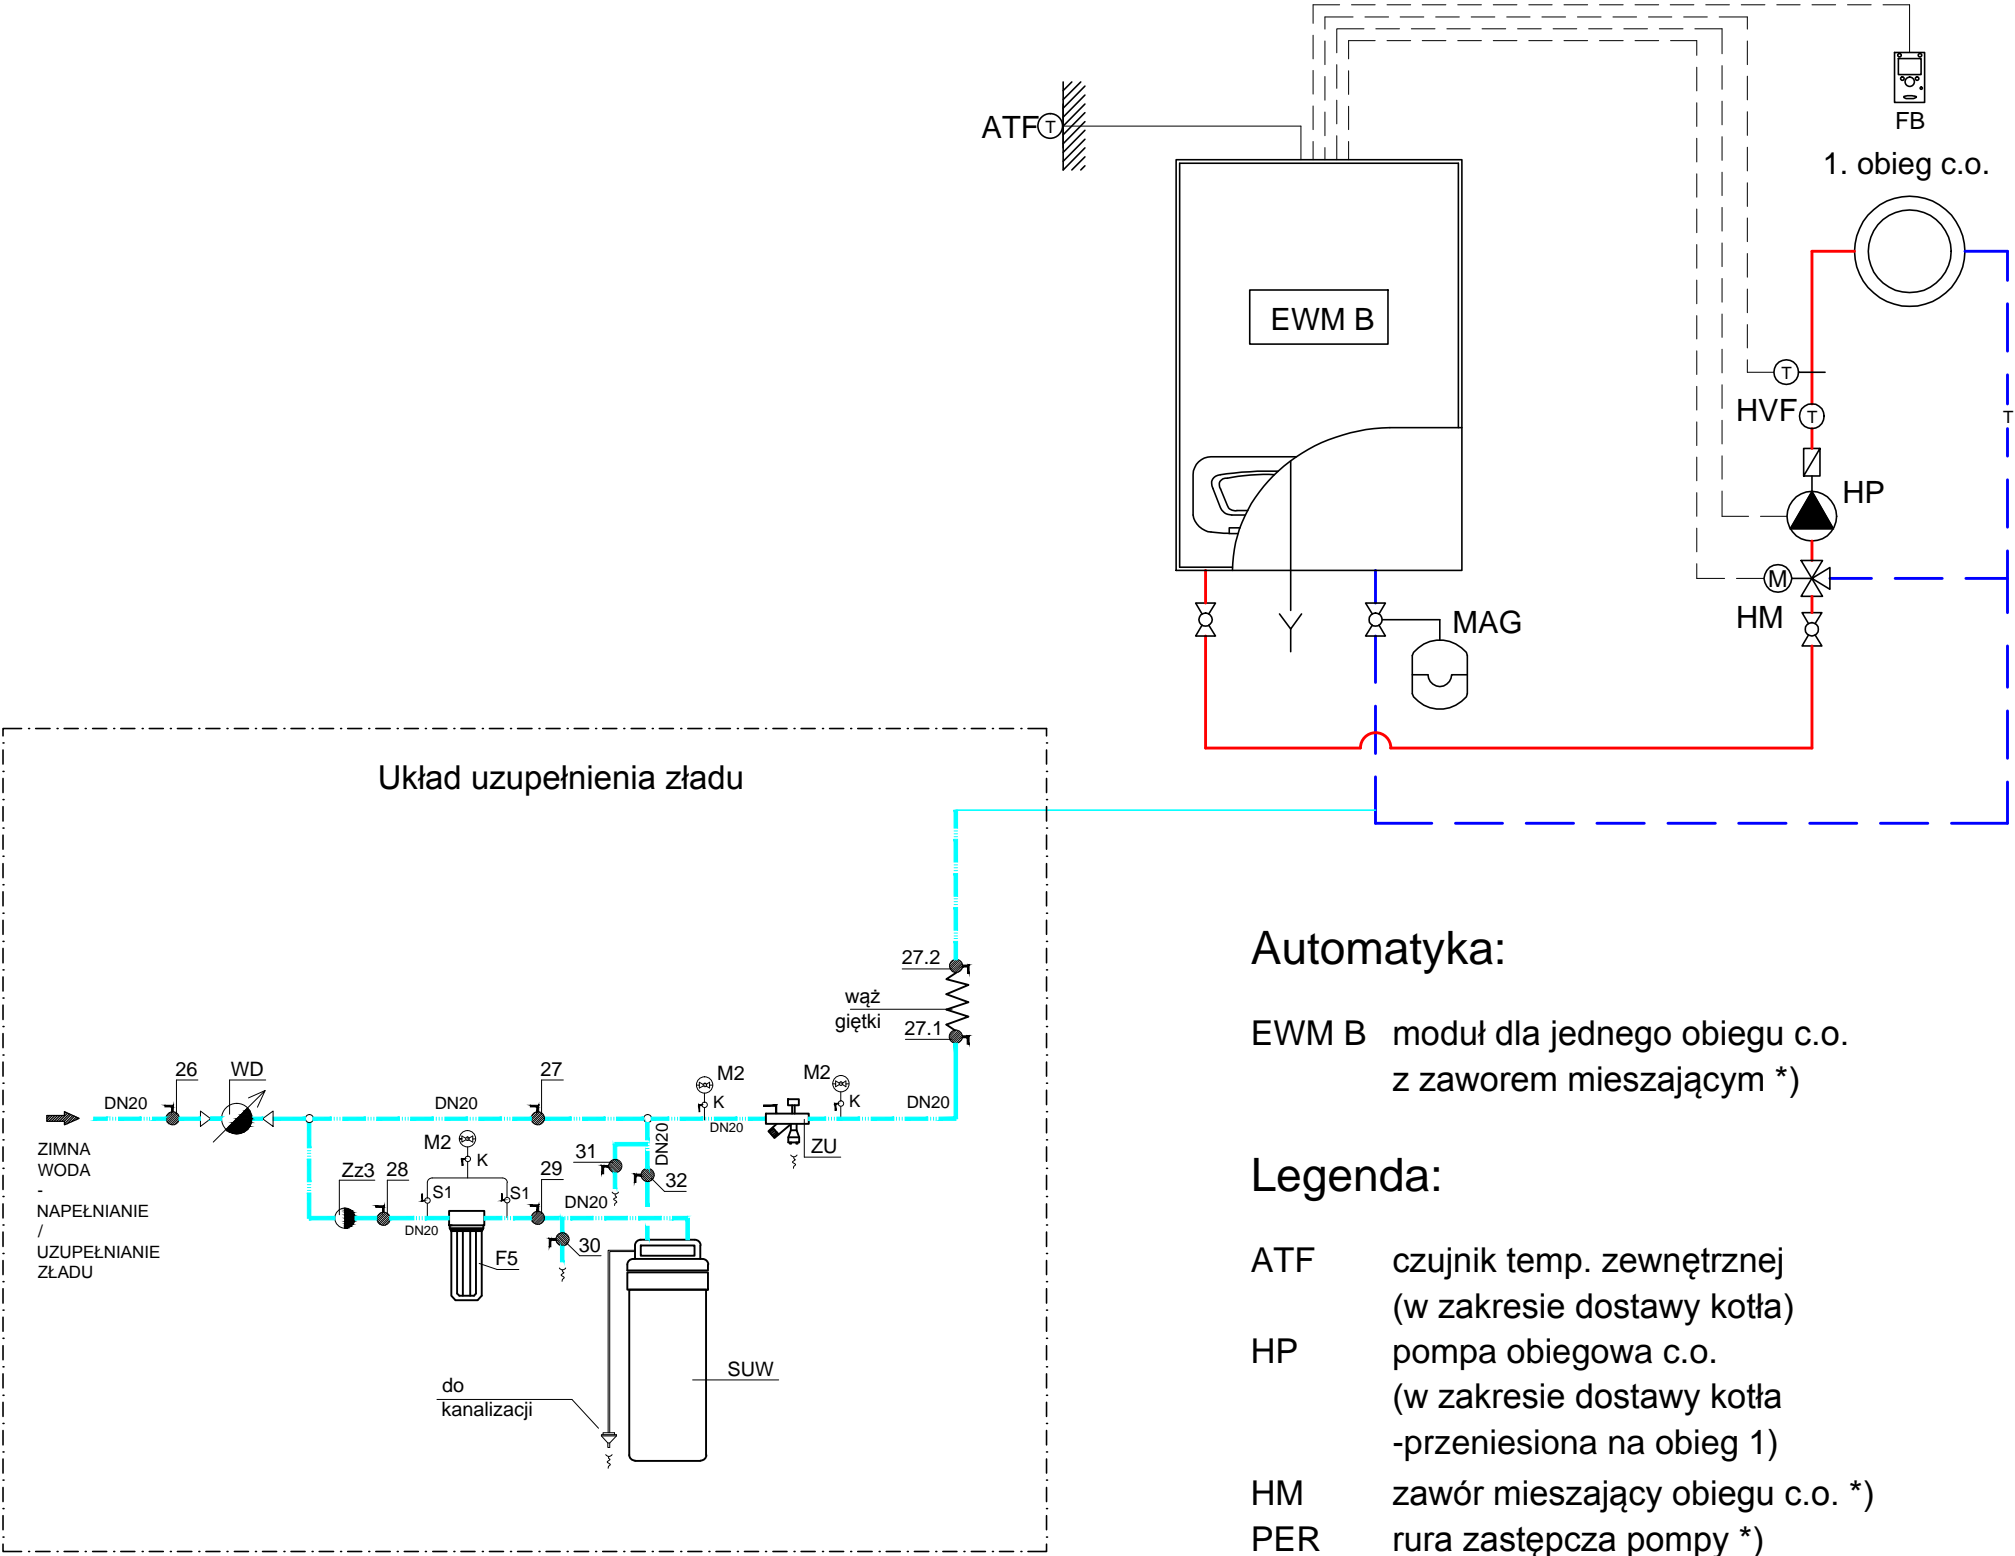 ATF
T
FB
1. obieg c.o.
EWM B
T
HVF
T
T
HP
M
HM
MAG
Układ uzupełnienia zładu
27.2
wąż
giętki
27.1
26
WD
27
M2
M2
DN20
DN20
K
K
DN20
DN20
DN20
ZU
ZIMNA
WODA
-
NAPEŁNIANIE
/
UZUPEŁNIANIE
ZŁADU
M2
K
Zz3
28
S1
S1
29
31
32
DN20
DN20
30
F5
SUW
do
kanalizacji
Automatyka:
EWM B moduł dla jednego obiegu c.o.
z zaworem mieszającym *)
Legenda:
ATF czujnik temp. zewnętrznej
(w zakresie dostawy kotła)
HP pompa obiegowa c.o.
(w zakresie dostawy kotła
-przeniesiona na obieg 1)
HM zawór mieszający obiegu c.o. *)
PER rura zastępcza pompy *)